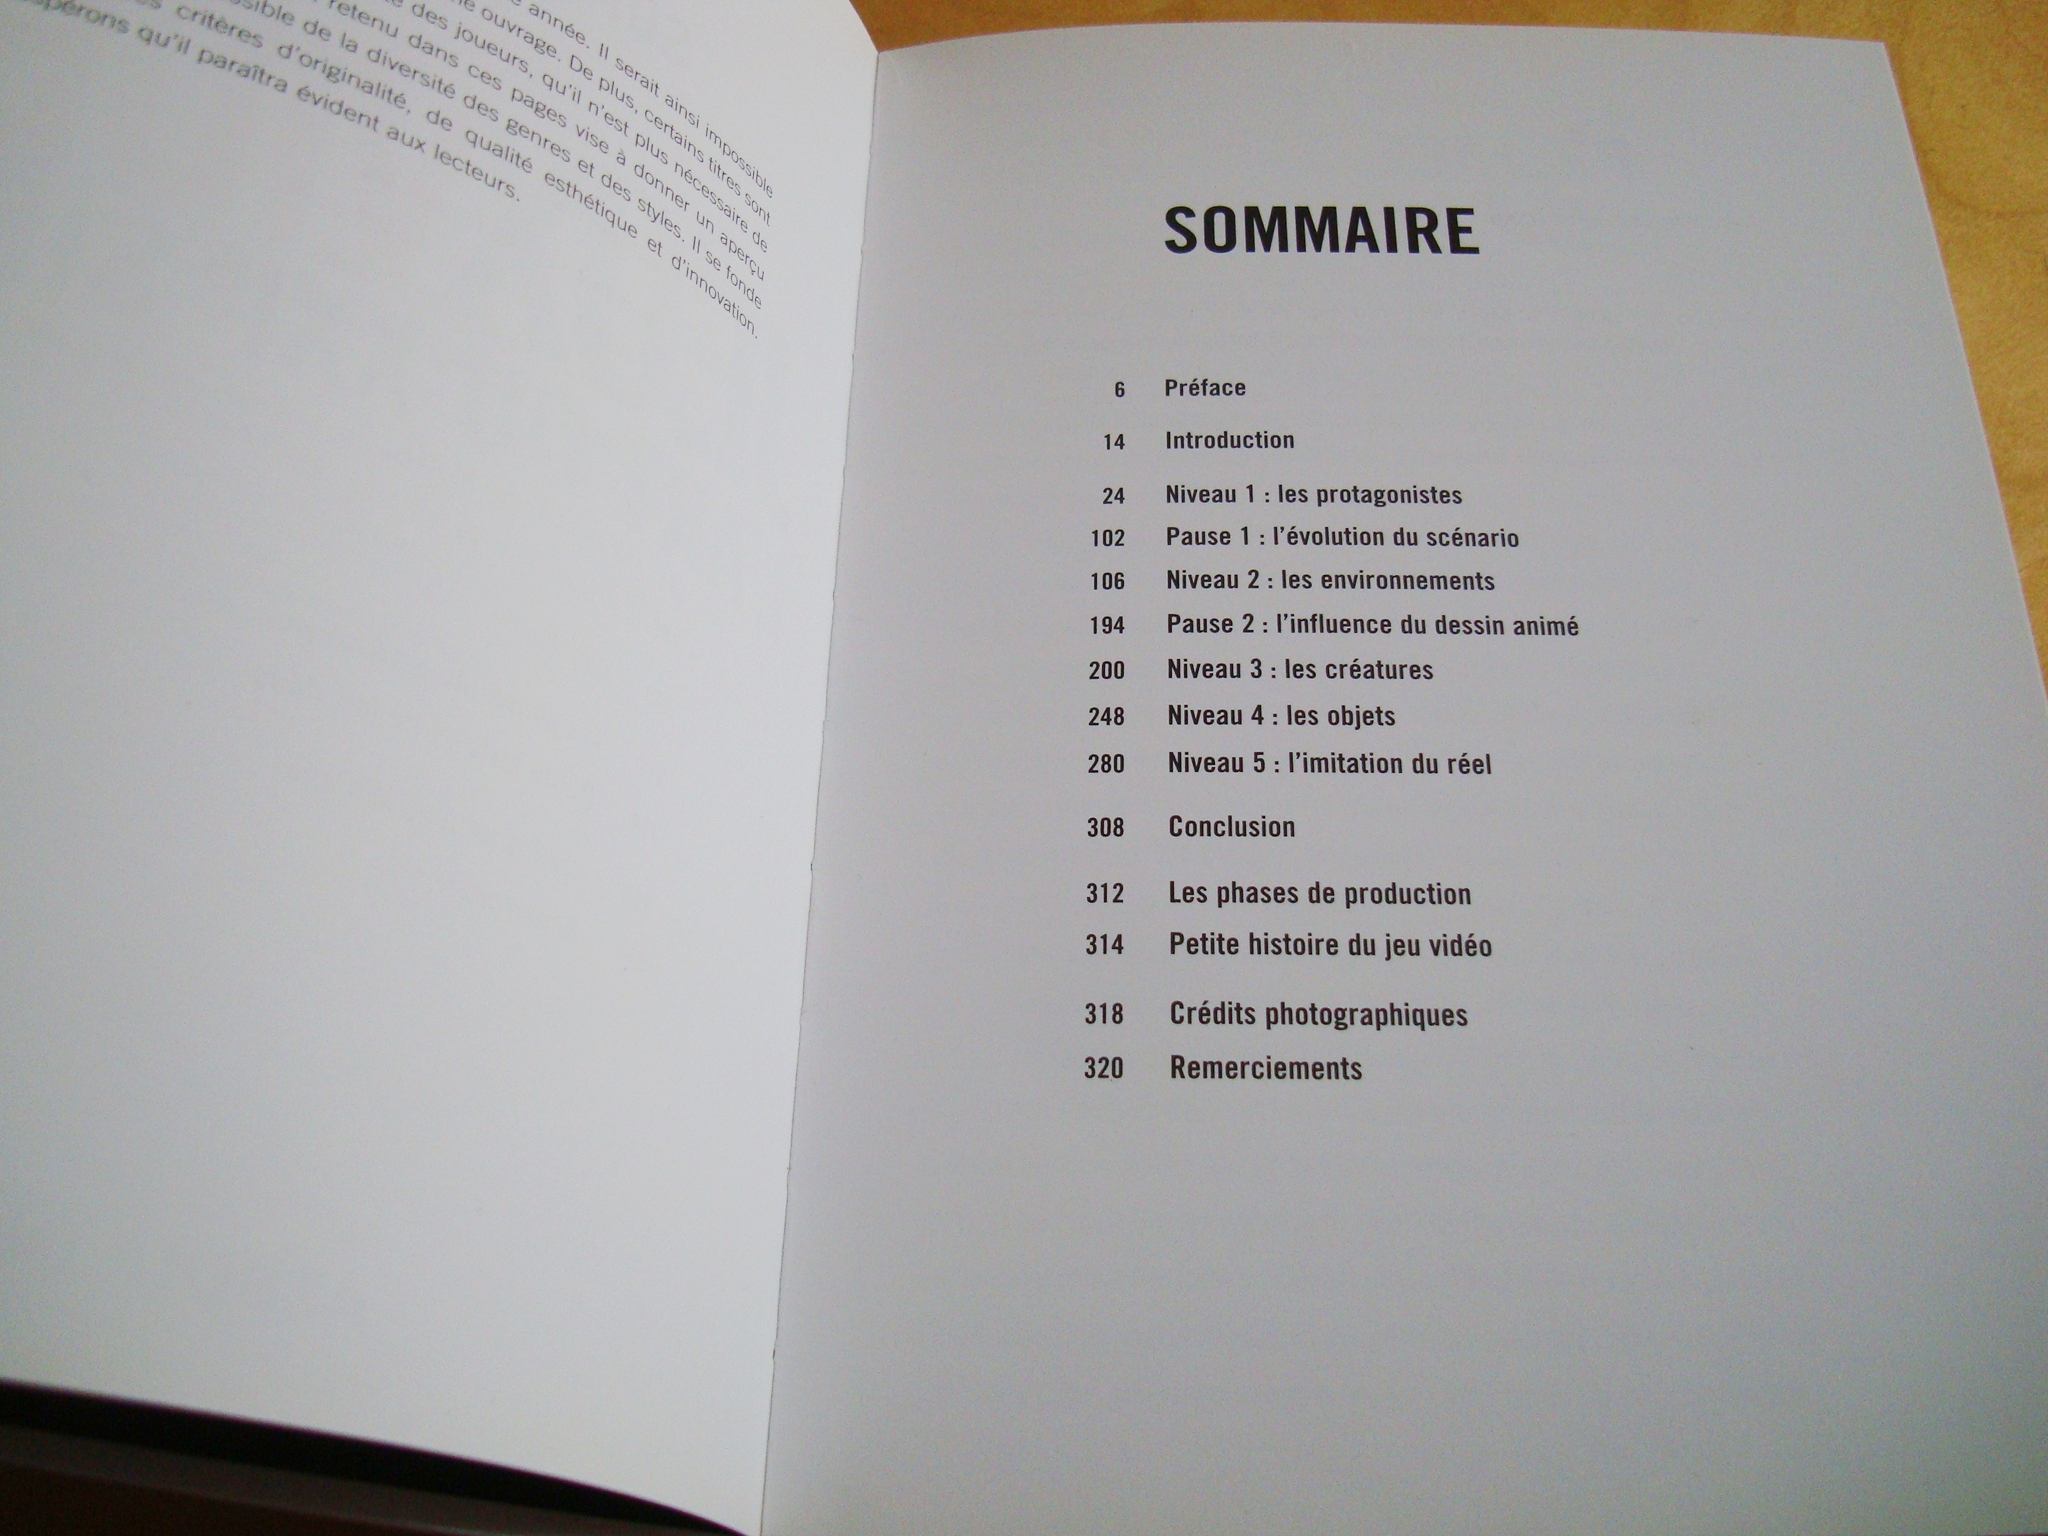 année. Il serait ainsi impossible
ouvrage. De plus, certains titres sont
des joueurs, qu'il n'est plus nécessaire de
retenu dans ces pages vise à donner un aperçu
de la diversité des genres et des styles. Il se fonde
critères d'originalité, de qualité esthétique et d'innovation.
qu'il paraîtra évident aux lecteurs.
SOMMAIRE
6 Préface
14 Introduction
24 Niveau 1 : les protagonistes
102 Pause 1 : l'évolution du scénario
106 Niveau 2 : les environnements
194 Pause 2 : l'influence du dessin animé
200 Niveau 3 : les créatures
248 Niveau 4 : les objets
280 Niveau 5 : l'imitation du réel
308 Conclusion
312 Les phases de production
314 Petite histoire du jeu vidéo
318 Crédits photographiques
320 Remerciements